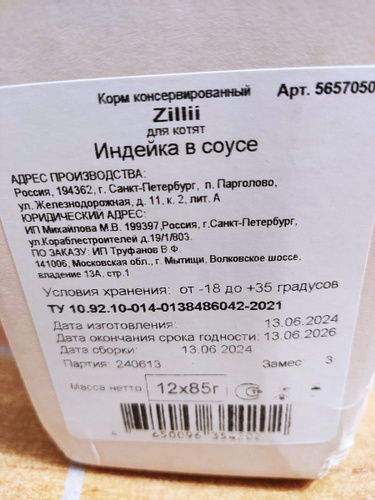 Корм консервированный
Арт. 5657050
Zillii
для котят
Индейка в соусе
АДРЕС ПРОИЗВОДСТВА:
Россия, 194362, г. Санкт-Петербург, п. Парголово,
ул. Железнодорожная, д. 11, к. 2, лит. А
ЮРИДИЧЕСКИЙ АДРЕС:
ИП Михайлова М.В. 199397,Россия, г.Санкт-Петербург,
ул.Кораблестроителей д.19/1/803.
ПО ЗАКАЗУ: ИП Труфанов В.Ф.
141006, Московская обл., г. Мытищи, Волковское шоссе,
владение 13А, стр.1
Условия хранения: от -18 до +35 градусов
ТУ 10.92.10-014-0138486042-2021
Дата изготовления: 13.06.2024
Дата окончания срока годности: 13.06.2026
Дата сборки: 13.06.2024
Партия: 240613 Замес: 3
Масса нетто: 12х85г
4 650096 354202